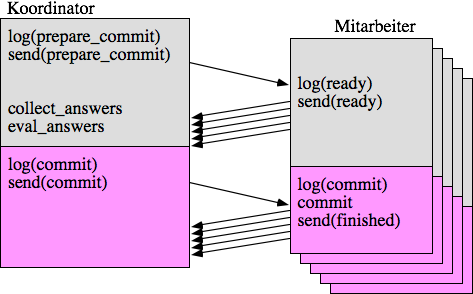 Koordinator
log(prepare_commit)
send(prepare_commit)
collect_answers
eval_answers
log(commit)
send(commit)
Mitarbeiter
log(ready)
send(ready)
log(commit)
commit
send(finished)